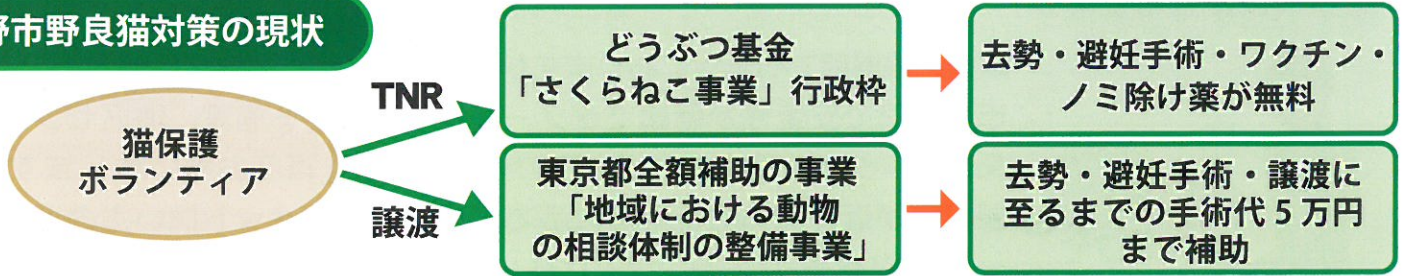 野市野良猫対策の現状
猫保護
ボランティア
TNR
譲渡
どうぶつ基金
「さくらねこ事業」行政枠
去勢・避妊手術・ワクチン・
ノミ除け薬が無料
東京都全額補助の事業
「地域における動物
の相談体制の整備事業」
去勢・避妊手術・譲渡に
至るまでの手術代5万円
まで補助